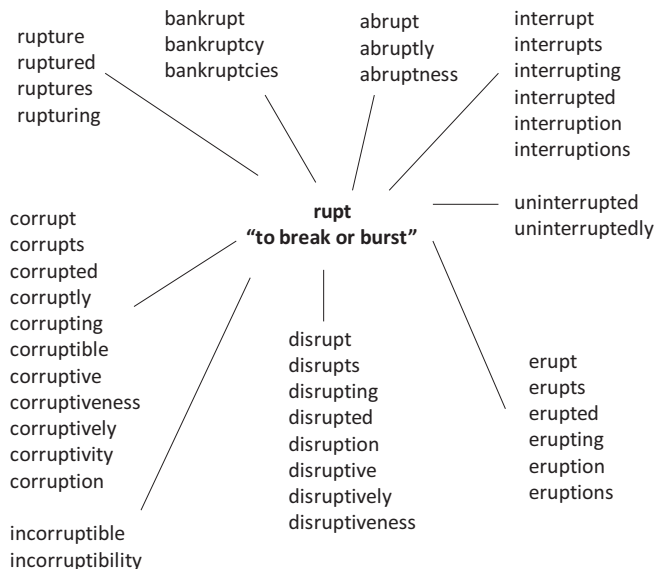 rupture
ruptured
ruptures
rupturing
bankrupt
bankruptcy
bankruptcies
abrupt
abruptly
abruptness
interrupt
interrupts
interrupting
interrupted
interruption
interruptions
rupt
“to break or burst”
uninterrupted
uninterruptedly
corrupt
corrupts
corrupted
corruptly
corrupting
corruptible
corruptive
corruptiveness
corruptively
corruptivity
corruption
incorruptible
incorruptibility
disrupt
disrupts
disrupting
disrupted
disruption
disruptive
disruptively
disruptiveness
erupt
erupts
erupted
erupting
eruption
eruptions